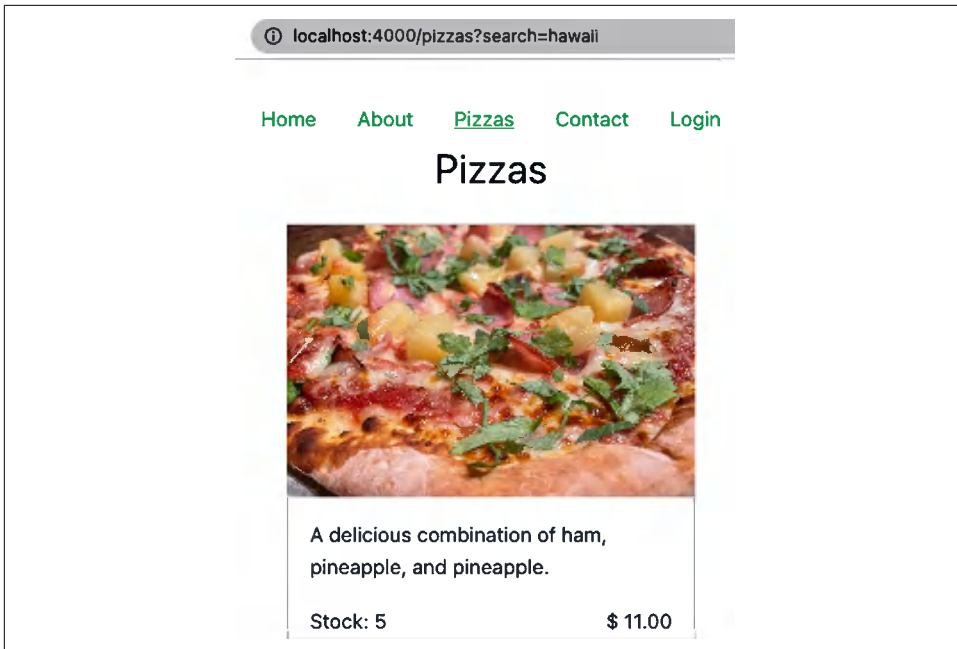 localhost:4000/pizzas?search=hawaii
Home About Pizzas Contact Login
Pizzas
A delicious combination of ham,
pineapple, and pineapple.
Stock: 5 $ 11.00